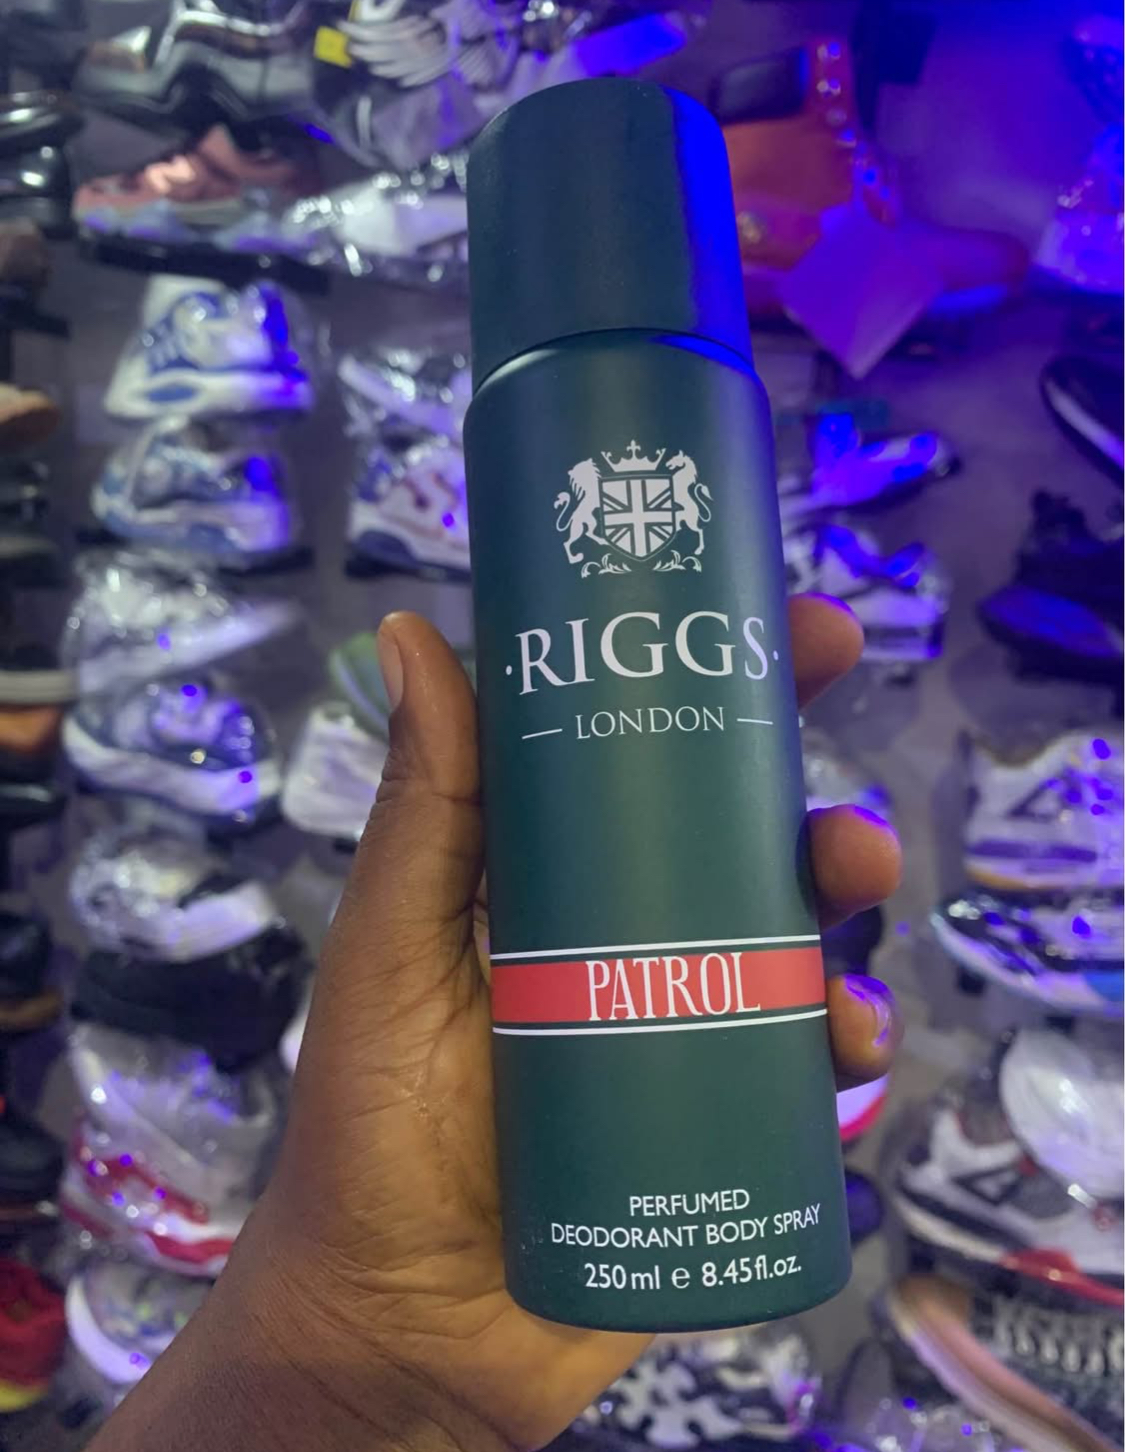 ·RIGGS·
— LONDON —
PATROL
PERFUMED
DEODORANT BODY SPRAY
250ml e 8.45fl.oz.